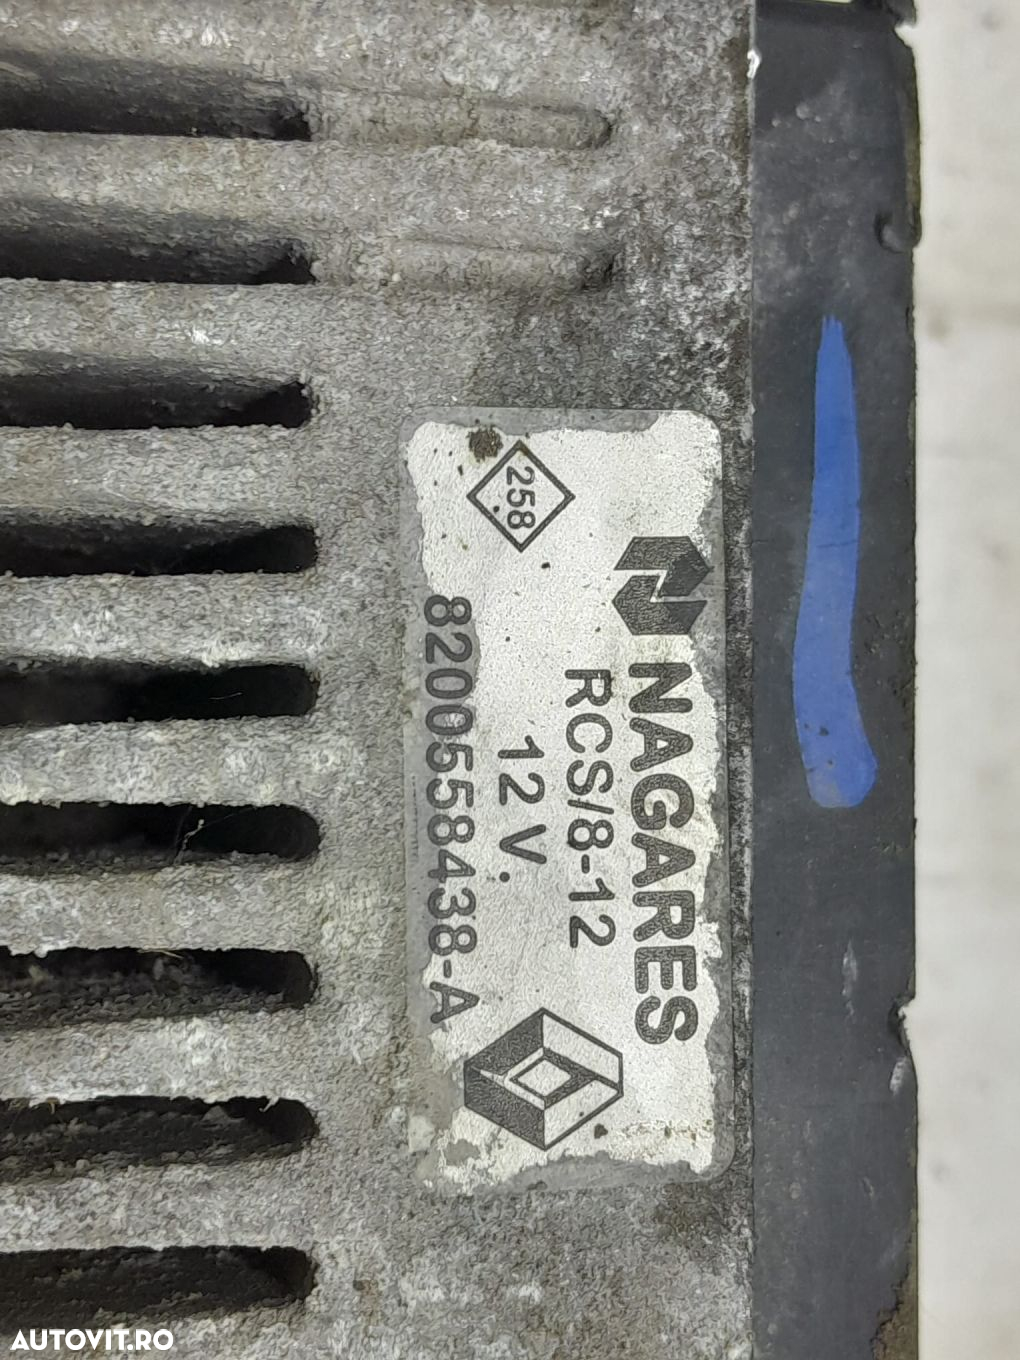 NAGARES
RCS/8-12
12 V.
258
8200558438-A
AUTOVIT.RO